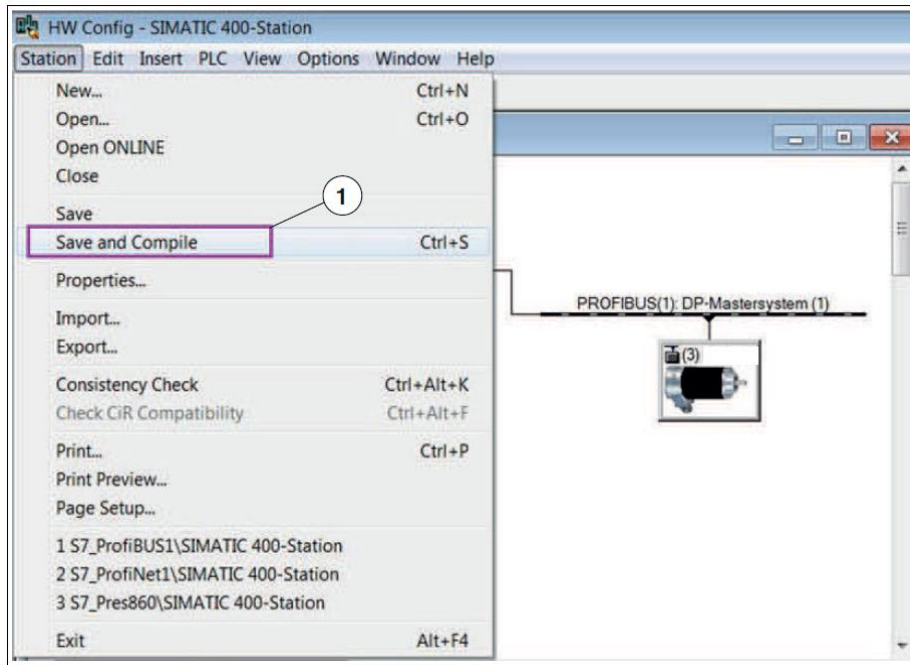 HW Config - SIMATIC 400-Station
Station Edit Insert PLC View Options Window Help
New... Ctrl+N
Open... Ctrl+O
Open ONLINE
Close
1
Save
Save and Compile Ctrl+S
Properties...
Import...
Export...
Consistency Check Ctrl+Alt+K
Check CiR Compatibility Ctrl+Alt+F
Print... Ctrl+P
Print Preview...
Page Setup...
1 S7_ProfiBUS1\SIMATIC 400-Station
2 S7_ProfiNet1\SIMATIC 400-Station
3 S7_Pres860\SIMATIC 400-Station
Exit Alt+F4
PROFIBUS(1): DP-Mastersystem (1)
(3)